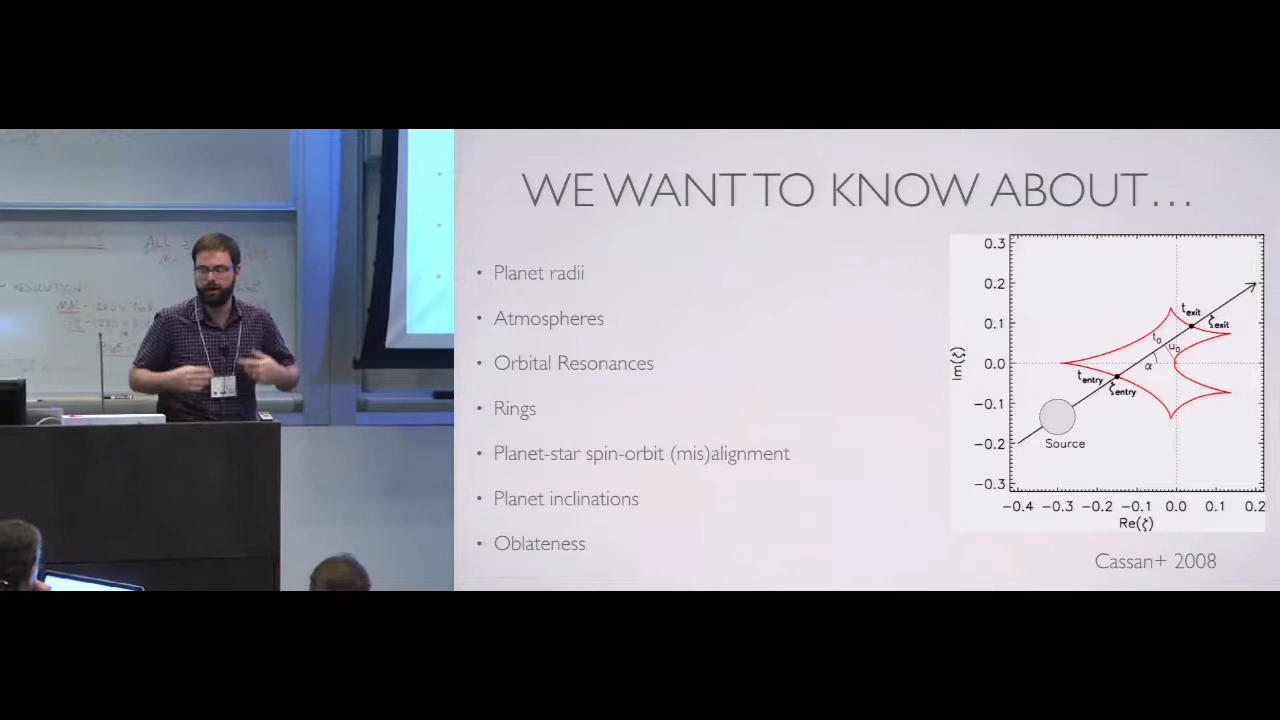 WE WANT TO KNOW ABOUT…
• Planet radii
• Atmospheres
• Orbital Resonances
• Rings
• Planet-star spin-orbit (mis)alignment
• Planet inclinations
• Oblateness
0.3
0.2
0.1
0.0
−0.1
−0.2
−0.3
Im(ζ)
t_exit
ζ_exit
t_0
u_0
α
t_entry
ζ_entry
Source
−0.4 −0.3 −0.2 −0.1 0.0 0.1 0.2
Re(ζ)
Cassan+ 2008